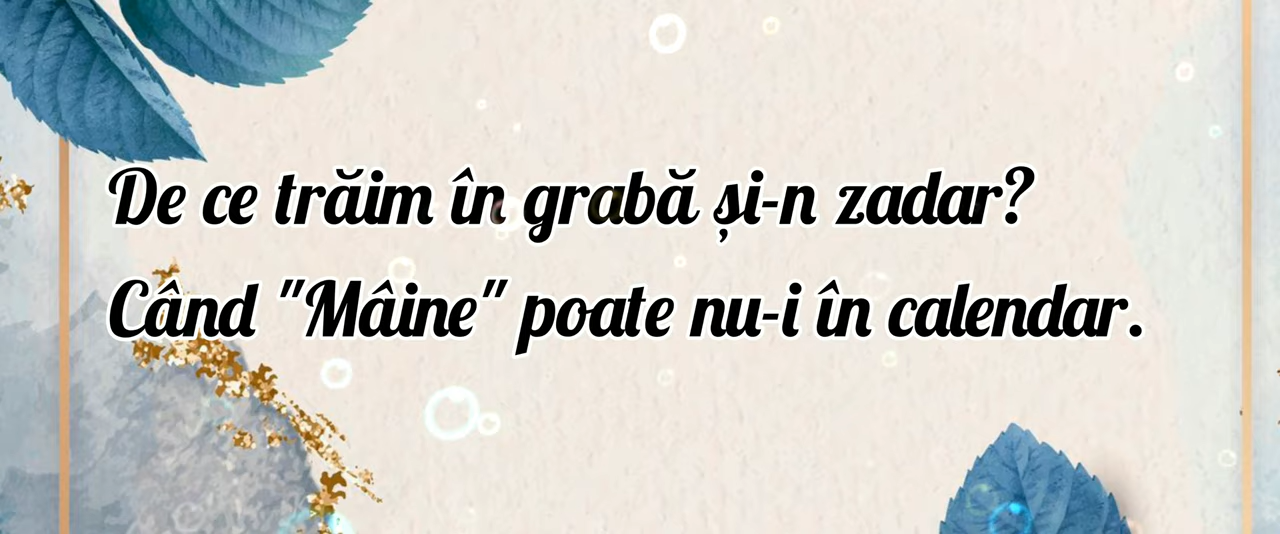 De ce trăim în grabă și-n zadar?
Când "Mâine" poate nu-i în calendar.